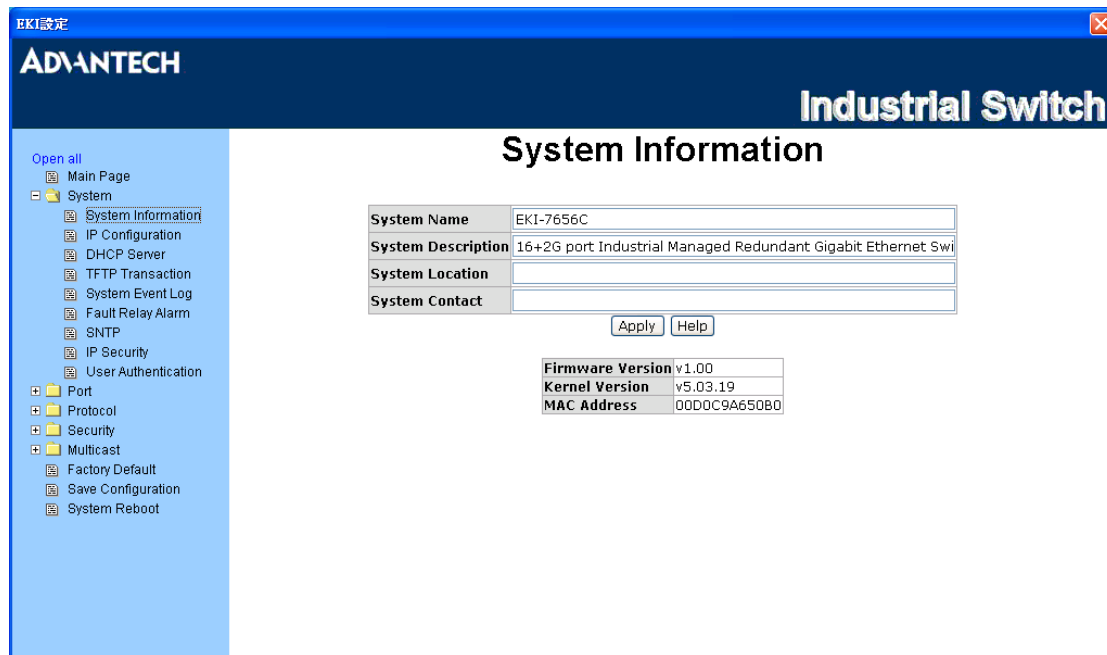 EKI設定
ADVANTECH
Industrial Switch
Open all
Main Page
System
System Information
IP Configuration
DHCP Server
TFTP Transaction
System Event Log
Fault Relay Alarm
SNTP
IP Security
User Authentication
Port
Protocol
Security
Multicast
Factory Default
Save Configuration
System Reboot
System Information
System Name EKI-7656C
System Description 16+2G port Industrial Managed Redundant Gigabit Ethernet Swi
System Location
System Contact
Apply Help
Firmware Version v1.00
Kernel Version v5.03.19
MAC Address 00D0C9A650B0